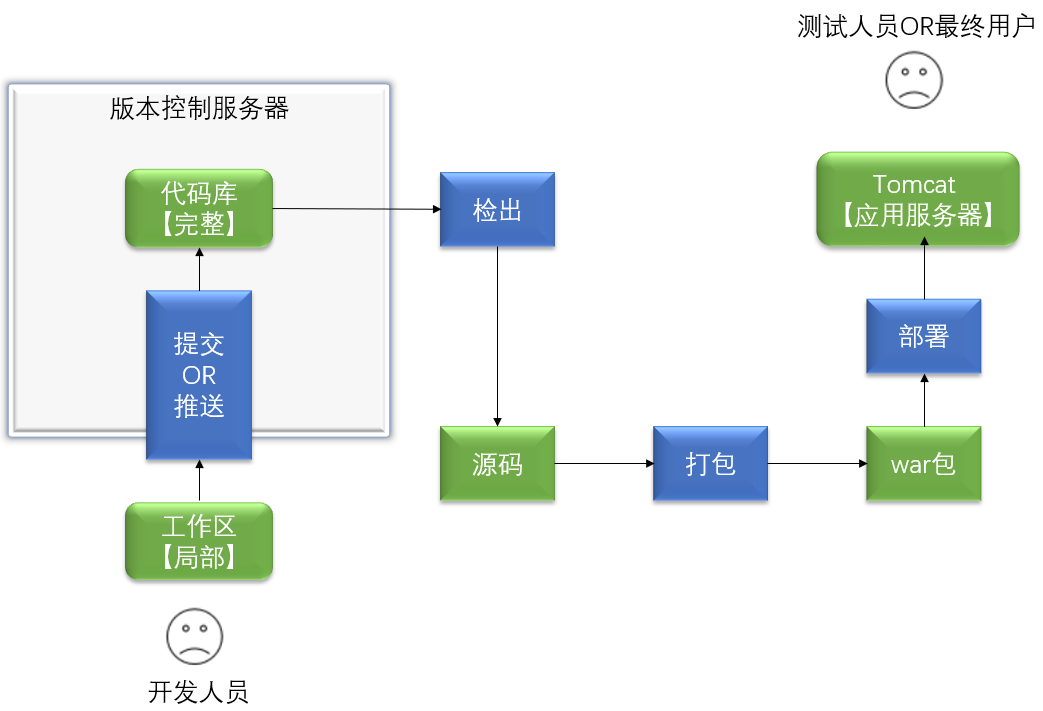 测试人员OR最终用户
版本控制服务器
代码库
【完整】
检出
Tomcat
【应用服务器】
提交
OR
推送
部署
源码
打包
war包
工作区
【局部】
开发人员